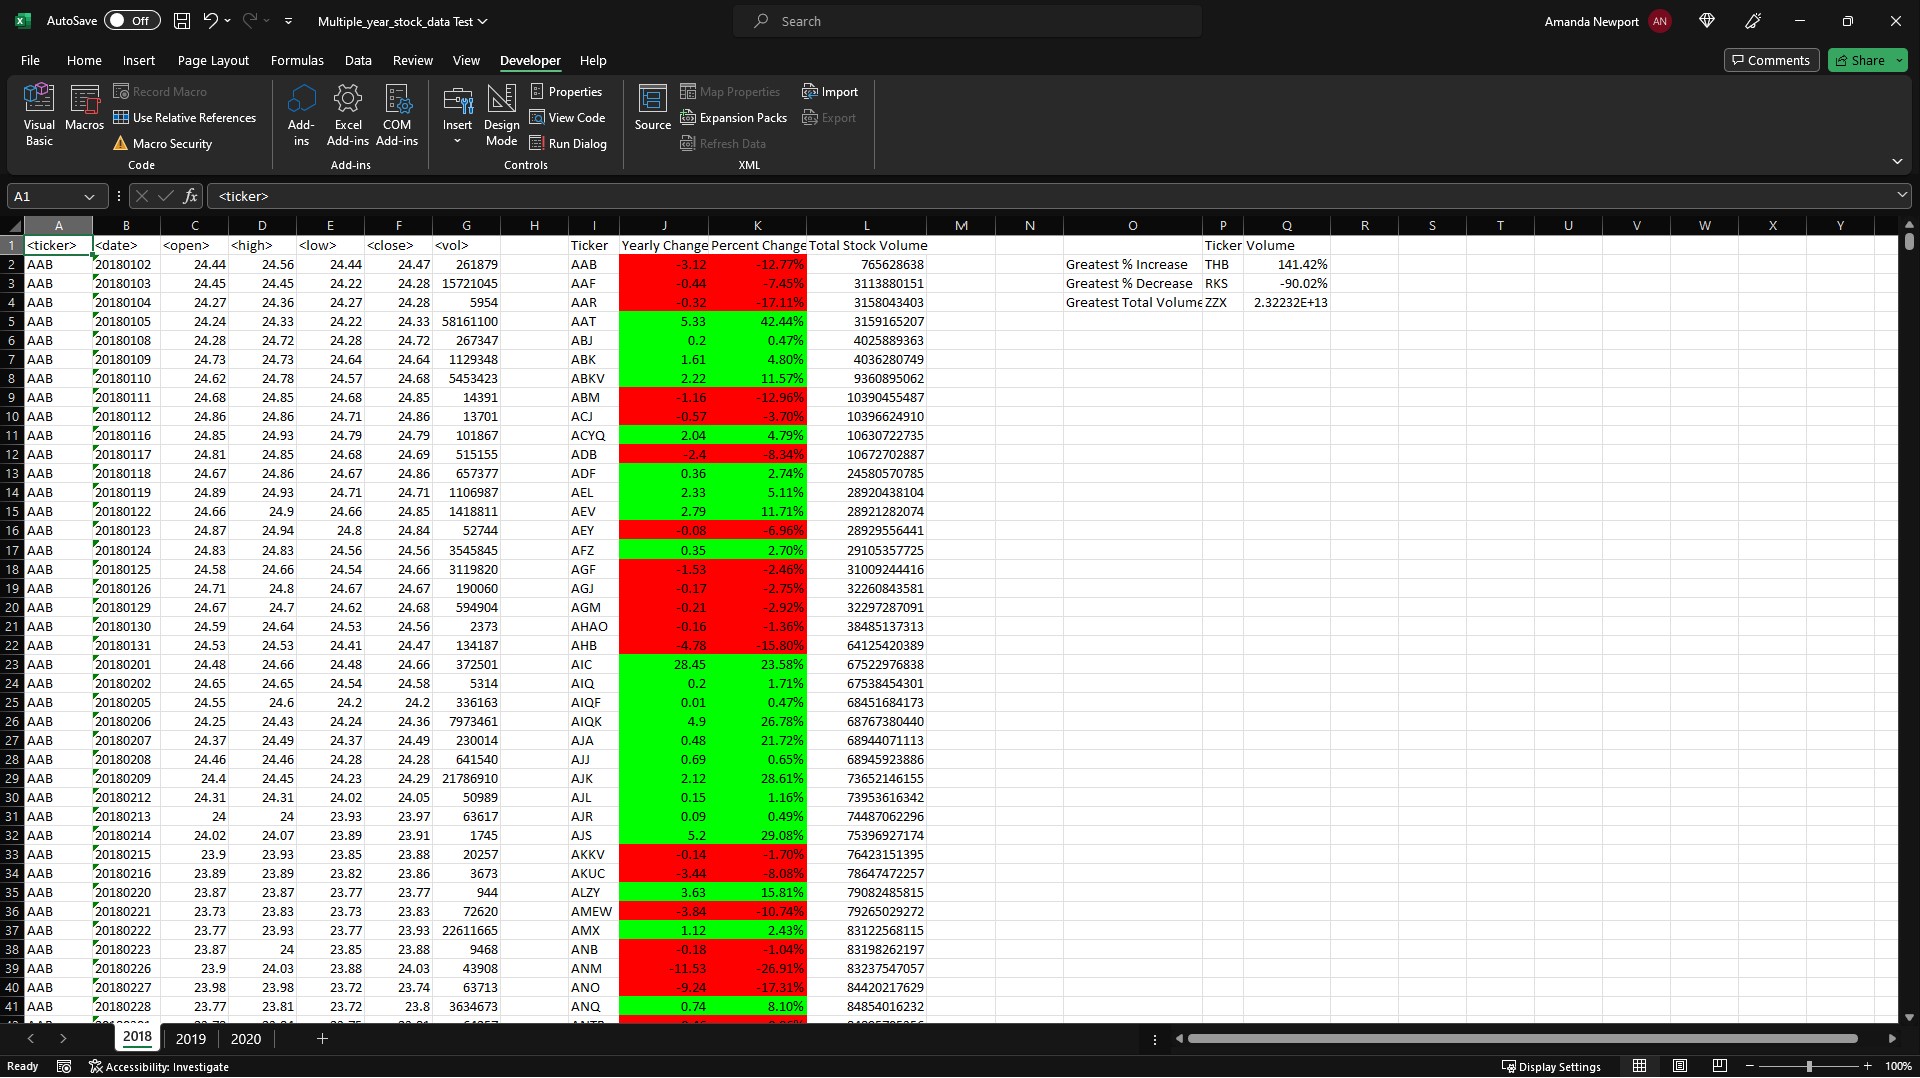 AutoSave Off Multiple_year_stock_data Test Search Amanda Newport AN
File Home Insert Page Layout Formulas Data Review View Developer Help Comments Share
Visual Basic Macros Record Macro Use Relative References Macro Security Code
Add-ins Excel Add-ins COM Add-ins Add-ins
Insert Design Mode Properties View Code Run Dialog Controls
Source Map Properties Expansion Packs Refresh Data Import Export XML
A1 fx <ticker>
A B C D E F G H I J K L M N O P Q R S T U V W X Y
1 <ticker> <date> <open> <high> <low> <close> <vol> Ticker Yearly Change Percent Change Total Stock Volume Ticker Volume
2 AAB 20180102 24.44 24.56 24.44 24.47 261879 AAB -3.12 -12.77% 765628638 Greatest % Increase THB 141.42%
3 AAB 20180103 24.45 24.45 24.22 24.28 15721045 AAF -0.44 -7.45% 3113880151 Greatest % Decrease RKS -90.02%
4 AAB 20180104 24.27 24.36 24.27 24.28 5954 AAR -0.32 -17.11% 3158043403 Greatest Total Volume ZZX 2.32232E+13
5 AAB 20180105 24.24 24.33 24.22 24.33 58161100 AAT 5.33 42.44% 3159165207
6 AAB 20180108 24.28 24.72 24.28 24.72 267347 ABJ 0.2 0.47% 4025889363
7 AAB 20180109 24.73 24.73 24.64 24.64 1129348 ABK 1.61 4.80% 4036280749
8 AAB 20180110 24.62 24.78 24.57 24.68 5453423 ABKV 2.22 11.57% 9360895062
9 AAB 20180111 24.68 24.85 24.68 24.85 14391 ABM -1.16 -12.96% 10390455487
10 AAB 20180112 24.86 24.86 24.71 24.86 13701 ACJ -0.57 -3.70% 10396624910
11 AAB 20180116 24.85 24.93 24.79 24.79 101867 ACYQ 2.04 4.79% 10630722735
12 AAB 20180117 24.81 24.85 24.68 24.69 515155 ADB -2.4 -8.34% 10672702887
13 AAB 20180118 24.67 24.86 24.67 24.86 657377 ADF 0.36 2.74% 24580570785
14 AAB 20180119 24.89 24.93 24.71 24.71 1106987 AEL 2.33 5.11% 28920438104
15 AAB 20180122 24.66 24.9 24.66 24.85 1418811 AEV 2.79 11.71% 28921282074
16 AAB 20180123 24.87 24.94 24.8 24.84 52744 AEY -0.08 -6.96% 28929556441
17 AAB 20180124 24.83 24.83 24.56 24.56 3545845 AFZ 0.35 2.70% 29105357725
18 AAB 20180125 24.58 24.66 24.54 24.66 3119820 AGF -1.53 -2.46% 31009244416
19 AAB 20180126 24.71 24.8 24.67 24.67 190060 AGJ -0.17 -2.75% 32260843581
20 AAB 20180129 24.67 24.7 24.62 24.68 594904 AGM -0.21 -2.92% 32297287091
21 AAB 20180130 24.59 24.64 24.53 24.56 2373 AHAO -0.16 -1.36% 38485137313
22 AAB 20180131 24.53 24.53 24.41 24.47 134187 AHB -4.78 -15.80% 64125420389
23 AAB 20180201 24.48 24.66 24.48 24.66 372501 AIC 28.45 23.58% 67522976838
24 AAB 20180202 24.65 24.65 24.54 24.58 5314 AIQ 0.2 1.71% 67538454301
25 AAB 20180205 24.55 24.6 24.2 24.2 336163 AIQF 0.01 0.47% 68451684173
26 AAB 20180206 24.25 24.43 24.24 24.36 7973461 AIQK 4.9 26.78% 68767380440
27 AAB 20180207 24.37 24.49 24.37 24.49 230014 AJA 0.48 21.72% 68944071113
28 AAB 20180208 24.46 24.46 24.28 24.28 641540 AJJ 0.69 0.65% 68945923886
29 AAB 20180209 24.4 24.45 24.23 24.29 21786910 AJK 2.12 28.61% 73652146155
30 AAB 20180212 24.31 24.31 24.02 24.05 50989 AJL 0.15 1.16% 73953616342
31 AAB 20180213 24 24 23.93 23.97 63617 AJR 0.09 0.49% 74487062296
32 AAB 20180214 24.02 24.07 23.89 23.91 1745 AJS 5.2 29.08% 75396927174
33 AAB 20180215 23.9 23.93 23.85 23.88 20257 AKKV -0.14 -1.70% 76423151395
34 AAB 20180216 23.89 23.89 23.82 23.86 3673 AKUC -3.44 -8.08% 78647472257
35 AAB 20180220 23.87 23.87 23.77 23.77 944 ALZY 3.63 15.81% 79082485815
36 AAB 20180221 23.73 23.83 23.73 23.83 72620 AMEW -3.84 -10.74% 79265029272
37 AAB 20180222 23.77 23.93 23.77 23.93 22611665 AMX 1.12 2.43% 83122568115
38 AAB 20180223 23.87 24 23.85 23.88 9468 ANB -0.18 -1.04% 83198262197
39 AAB 20180226 23.9 24.03 23.88 24.03 43908 ANM -11.53 -26.91% 83237547057
40 AAB 20180227 23.98 23.98 23.72 23.74 63713 ANO -9.24 -17.31% 84420217629
41 AAB 20180228 23.77 23.81 23.72 23.8 3634673 ANQ 0.74 8.10% 84854016232
2018 2019 2020
Ready Accessibility: Investigate Display Settings 100%